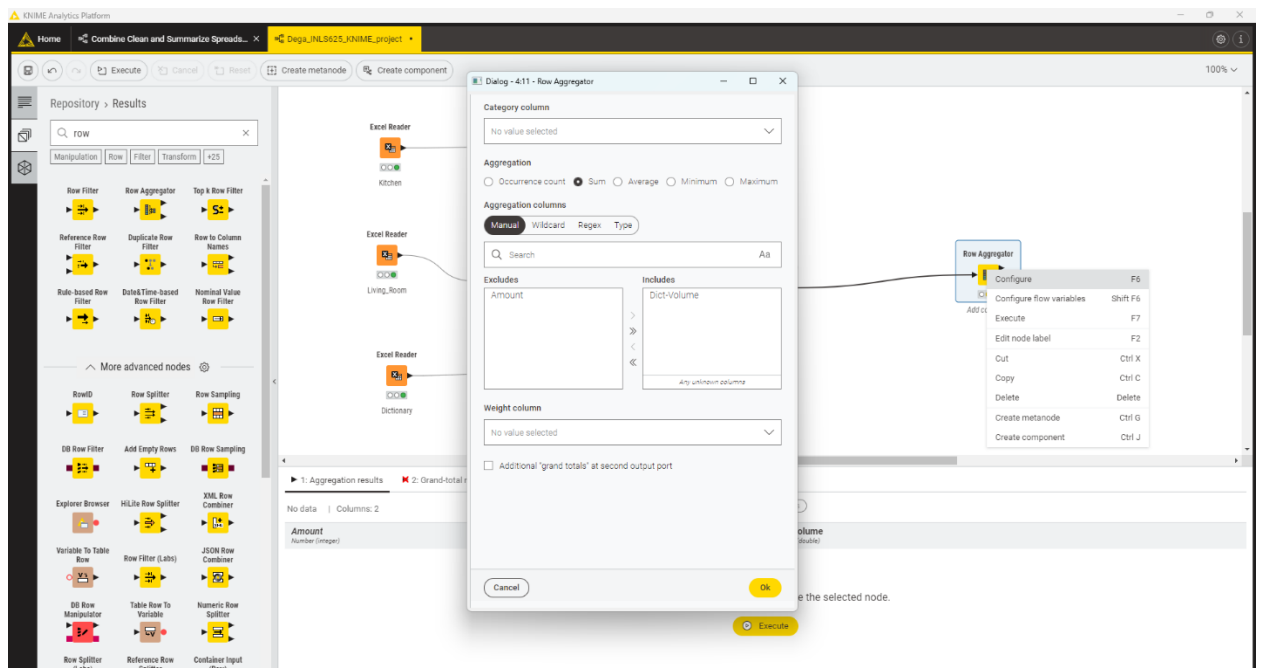 KNIME Analytics Platform
Home
Combine Clean and Summarize Spreads...
Dega_INLS625_KNIME_project
Execute
Cancel
Reset
Create metanode
Create component
100%
Repository › Results
row
Manipulation Row Filter Transform +25
Row Filter Row Aggregator Top k Row Filter
Reference Row Filter
Duplicate Row Filter
Row to Column Names
Rule-based Row Filter
Date&Time-based Row Filter
Nominal Value Row Filter
More advanced nodes
RowID Row Splitter Row Sampling
DB Row Filter Add Empty Rows DB Row Sampling
Explorer Browser HiLite Row Splitter
XML Row Combiner
Variable To Table Row
Row Filter (Labs)
JSON Row Combiner
DB Row Manipulator
Table Row To Variable
Numeric Row Splitter
Row Splitter
Reference Row
Container Input
Excel Reader
Kitchen
Excel Reader
Living_Room
Excel Reader
Dictionary
Dialog - 4:11 - Row Aggregator
Category column
No value selected
Aggregation
Occurrence count Sum Average Minimum Maximum
Aggregation columns
Manual Wildcard Regex Type
Search Aa
Excludes Includes
Amount Dict-Volume
Any unknown columns
Weight column
No value selected
Additional "grand totals" at second output port
Cancel Ok
Row Aggregator
Configure F6
Configure flow variables Shift F6
Execute F7
Edit node label F2
Cut Ctrl X
Copy Ctrl C
Delete Delete
Create metanode Ctrl G
Create component Ctrl J
1: Aggregation results 2: Grand-total
No data | Columns: 2
Amount
Number (integer)
olume
double)
e the selected node.
Execute